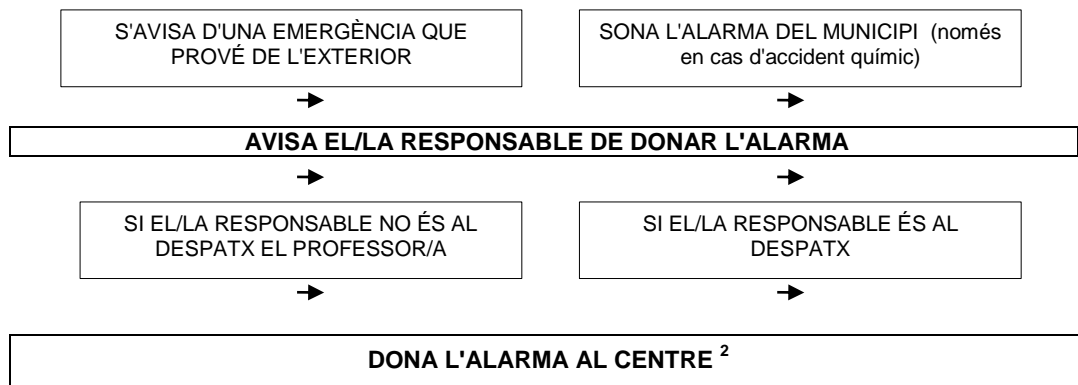 S'AVISA D'UNA EMERGÈNCIA QUE
PROVÉ DE L'EXTERIOR
SONA L'ALARMA DEL MUNICIPI (només
en cas d'accident químic)
AVISA EL/LA RESPONSABLE DE DONAR L'ALARMA
SI EL/LA RESPONSABLE NO ÉS AL
DESPATX EL PROFESSOR/A
SI EL/LA RESPONSABLE ÉS AL
DESPATX
DONA L'ALARMA AL CENTRE ²